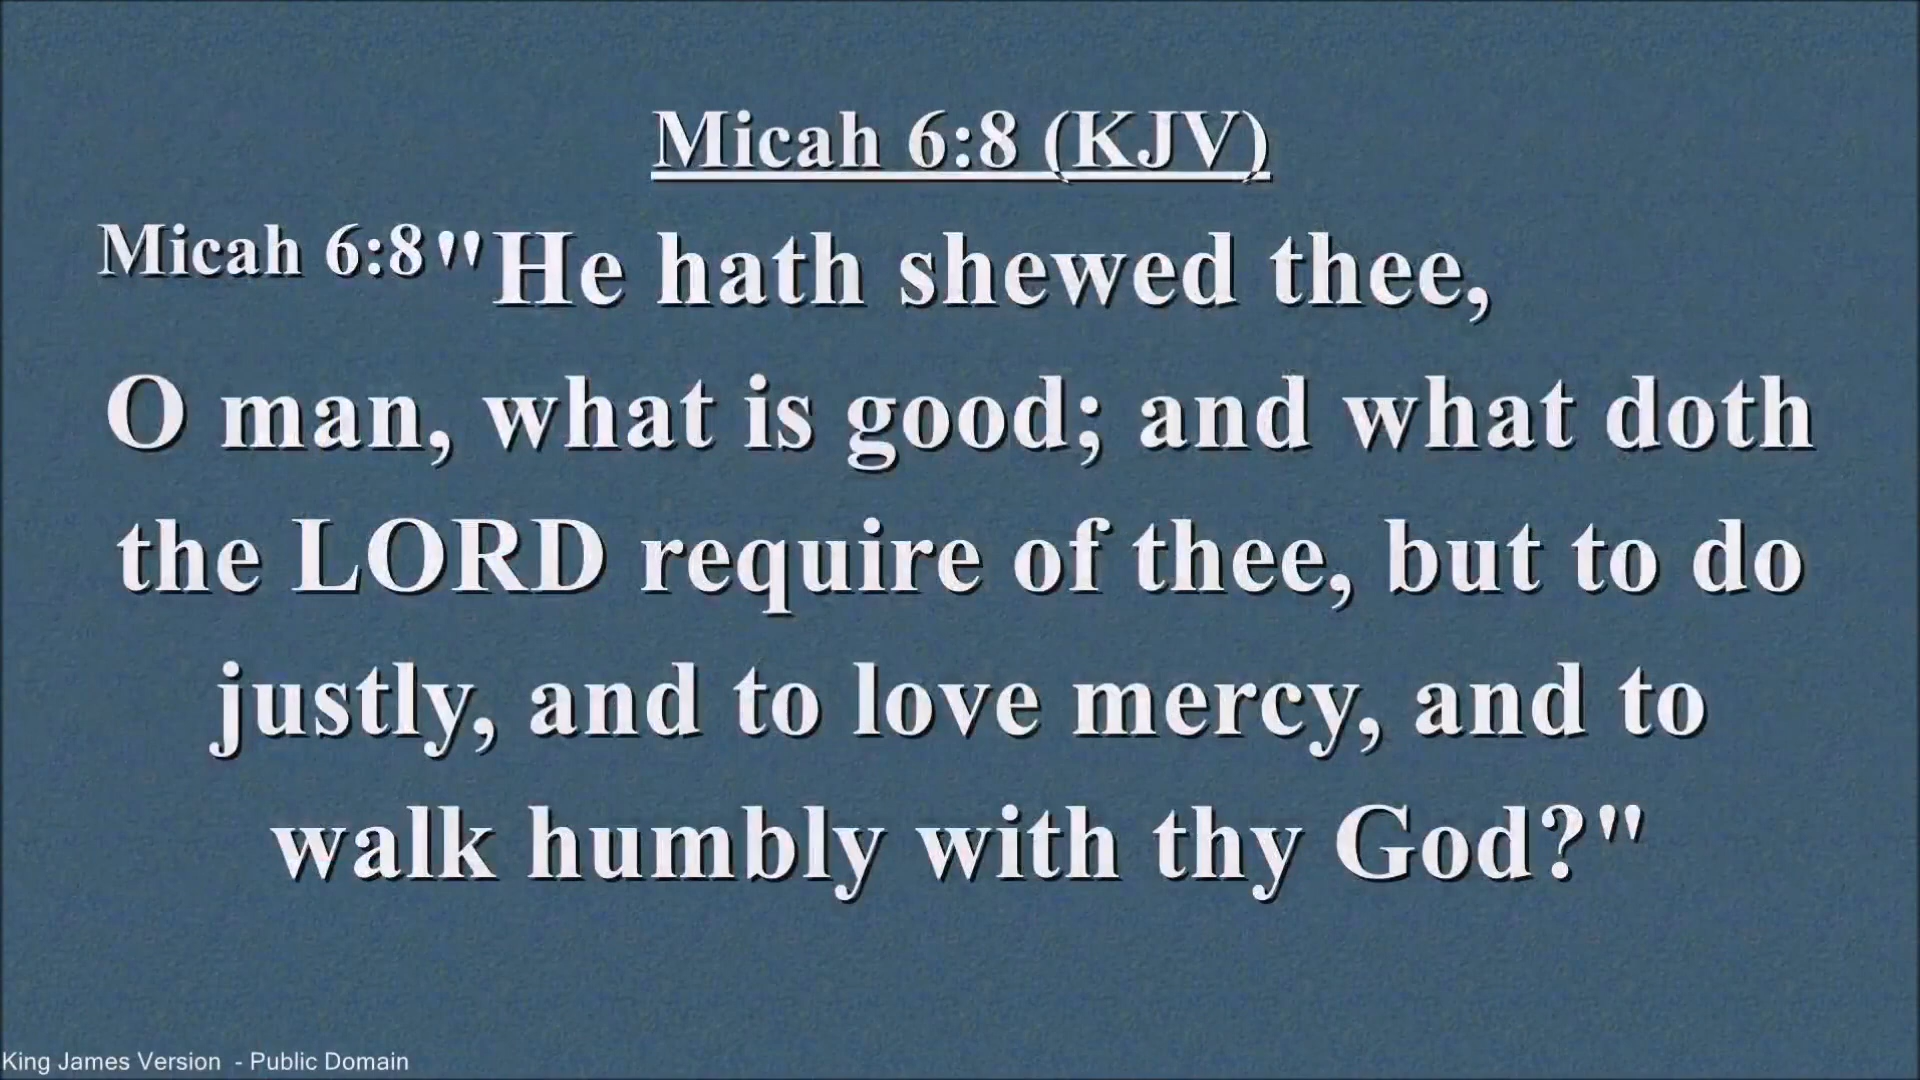 Micah 6:8 (KJV)
Micah 6:8 "He hath shewed thee,
O man, what is good; and what doth
the LORD require of thee, but to do
justly, and to love mercy, and to
walk humbly with thy God?"
King James Version - Public Domain